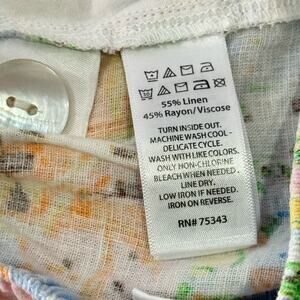 55% Linen
45% Rayon/Viscose
TURN INSIDE OUT.
MACHINE WASH COOL -
DELICATE CYCLE.
WASH WITH LIKE COLORS.
ONLY NON-CHLORINE
BLEACH WHEN NEEDED.
LINE DRY.
LOW IRON IF NEEDED.
IRON ON REVERSE.
RN# 75343